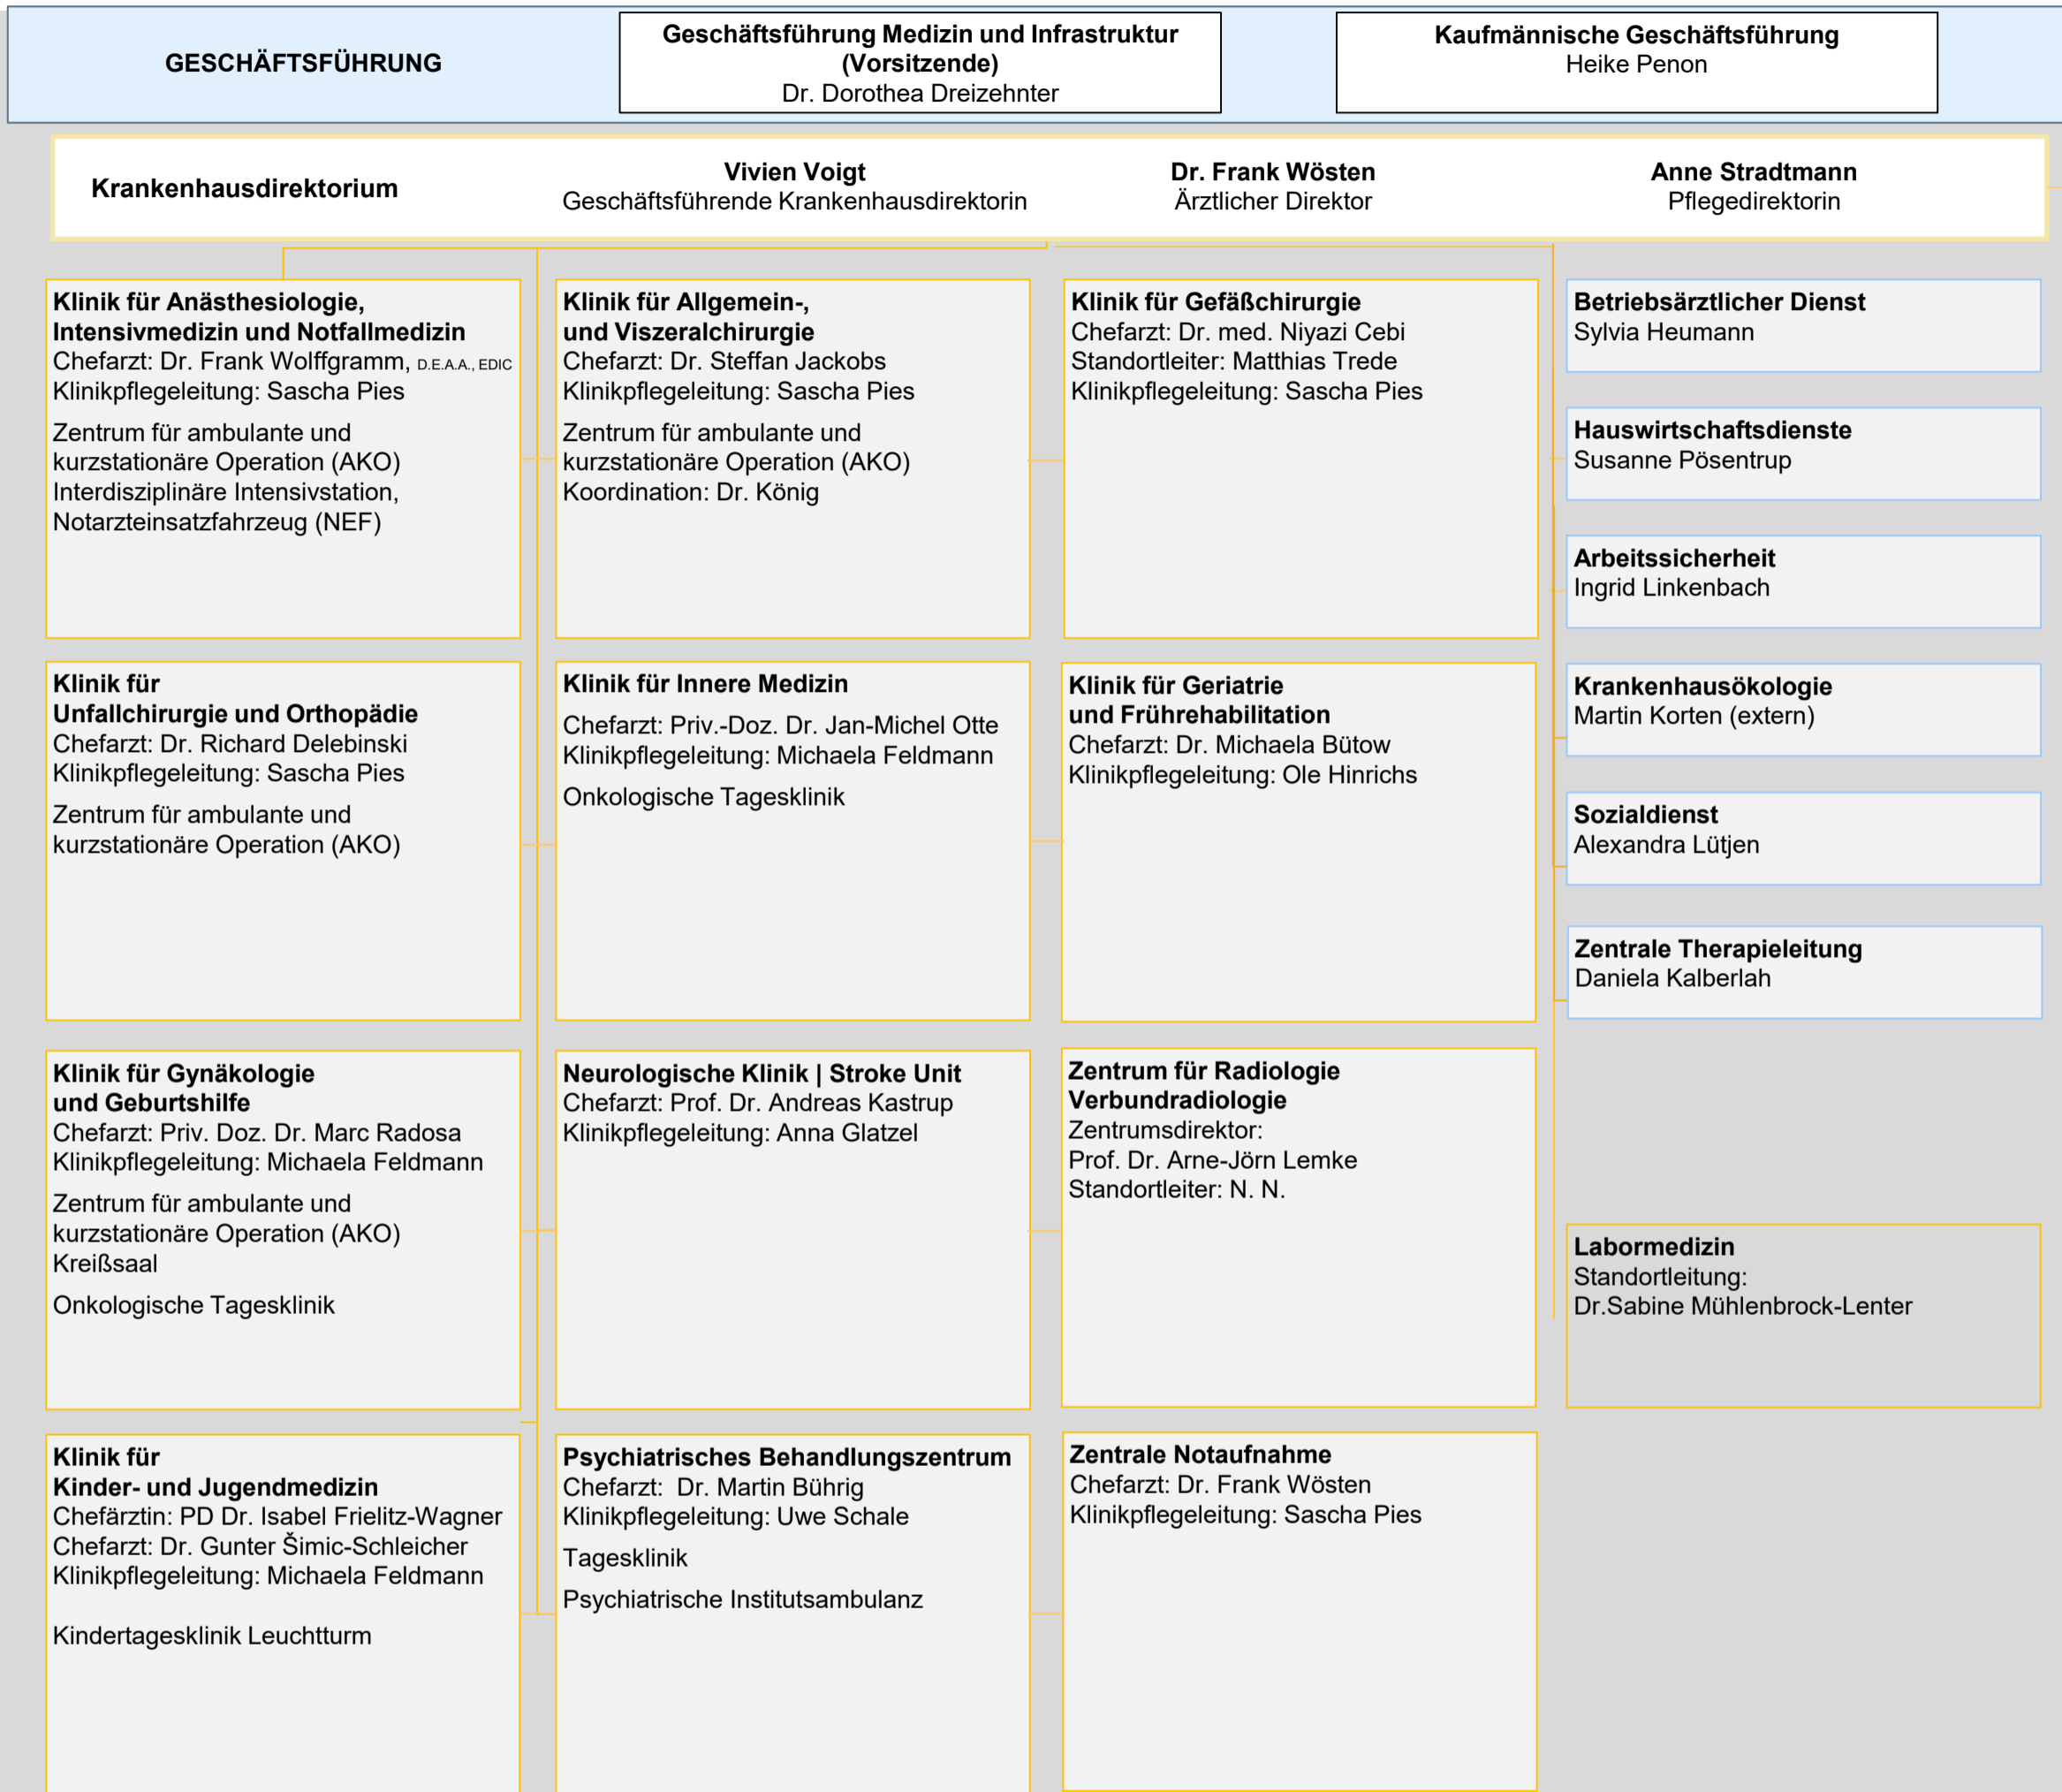 GESCHÄFTSFÜHRUNG
Geschäftsführung Medizin und Infrastruktur
(Vorsitzende)
Dr. Dorothea Dreizehnter
Kaufmännische Geschäftsführung
Heike Penon
Krankenhausdirektorium
Vivien Voigt
Geschäftsführende Krankenhausdirektorin
Dr. Frank Wösten
Ärztlicher Direktor
Anne Stradtmann
Pflegedirektorin
Klinik für Anästhesiologie,
Intensivmedizin und Notfallmedizin
Chefarzt: Dr. Frank Wolffgramm, D.E.A.A., EDIC
Klinikpflegeleitung: Sascha Pies
Zentrum für ambulante und
kurzstationäre Operation (AKO)
Interdisziplinäre Intensivstation,
Notarzteinsatzfahrzeug (NEF)
Klinik für Allgemein-,
und Viszeralchirurgie
Chefarzt: Dr. Steffan Jackobs
Klinikpflegeleitung: Sascha Pies
Zentrum für ambulante und
kurzstationäre Operation (AKO)
Koordination: Dr. König
Klinik für Gefäßchirurgie
Chefarzt: Dr. med. Niyazi Cebi
Standortleiter: Matthias Trede
Klinikpflegeleitung: Sascha Pies
Betriebsärztlicher Dienst
Sylvia Heumann
Hauswirtschaftsdienste
Susanne Pösentrup
Arbeitssicherheit
Ingrid Linkenbach
Klinik für
Unfallchirurgie und Orthopädie
Chefarzt: Dr. Richard Delebinski
Klinikpflegeleitung: Sascha Pies
Zentrum für ambulante und
kurzstationäre Operation (AKO)
Klinik für Innere Medizin
Chefarzt: Priv.-Doz. Dr. Jan-Michel Otte
Klinikpflegeleitung: Michaela Feldmann
Onkologische Tagesklinik
Klinik für Geriatrie
und Frührehabilitation
Chefarzt: Dr. Michaela Bütow
Klinikpflegeleitung: Ole Hinrichs
Krankenhausökologie
Martin Korten (extern)
Sozialdienst
Alexandra Lütjen
Zentrale Therapieleitung
Daniela Kalberlah
Klinik für Gynäkologie
und Geburtshilfe
Chefarzt: Priv. Doz. Dr. Marc Radosa
Klinikpflegeleitung: Michaela Feldmann
Zentrum für ambulante und
kurzstationäre Operation (AKO)
Kreißsaal
Onkologische Tagesklinik
Neurologische Klinik | Stroke Unit
Chefarzt: Prof. Dr. Andreas Kastrup
Klinikpflegeleitung: Anna Glatzel
Zentrum für Radiologie
Verbundradiologie
Zentrumsdirektor:
Prof. Dr. Arne-Jörn Lemke
Standortleiter: N. N.
Labormedizin
Standortleitung:
Dr.Sabine Mühlenbrock-Lenter
Klinik für
Kinder- und Jugendmedizin
Chefärztin: PD Dr. Isabel Frielitz-Wagner
Chefarzt: Dr. Gunter Šimic-Schleicher
Klinikpflegeleitung: Michaela Feldmann
Kindertagesklinik Leuchtturm
Psychiatrisches Behandlungszentrum
Chefarzt:  Dr. Martin Bührig
Klinikpflegeleitung: Uwe Schale
Tagesklinik
Psychiatrische Institutsambulanz
Zentrale Notaufnahme
Chefarzt: Dr. Frank Wösten
Klinikpflegeleitung: Sascha Pies